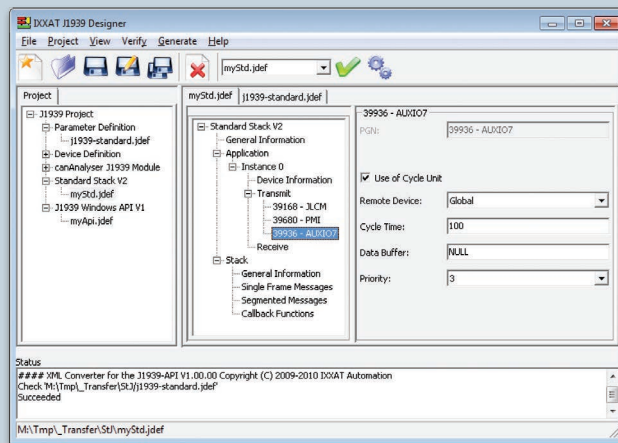 IXXAT J1939 Designer
File Project View Verify Generate Help
myStd.jdef
Project
J1939 Project
Parameter Definition
j1939-standard.jdef
Device Definition
canAnalyser J1939 Module
Standard Stack V2
myStd.jdef
J1939 Windows API V1
myApi.jdef
myStd.jdef j1939-standard.jdef
Standard Stack V2
General Information
Application
Instance 0
Device Information
Transmit
39168 - JLCM
39680 - PMI
39936 - AUXIO7
Receive
Stack
General Information
Single Frame Messages
Segmented Messages
Callback Functions
39936 - AUXIO7
PGN: 39936 - AUXIO7
Use of Cycle Unit
Remote Device: Global
Cycle Time: 100
Data Buffer: NULL
Priority: 3
Status
#### XML Converter for the J1939-API V1.00.00 Copyright (C) 2009-2010 IXXAT Automation
Check 'M:\Tmp\_Transfer\StJ/j1939-standard.jdef'
Succeeded
M:\Tmp\_Transfer\StJ\myStd.jdef